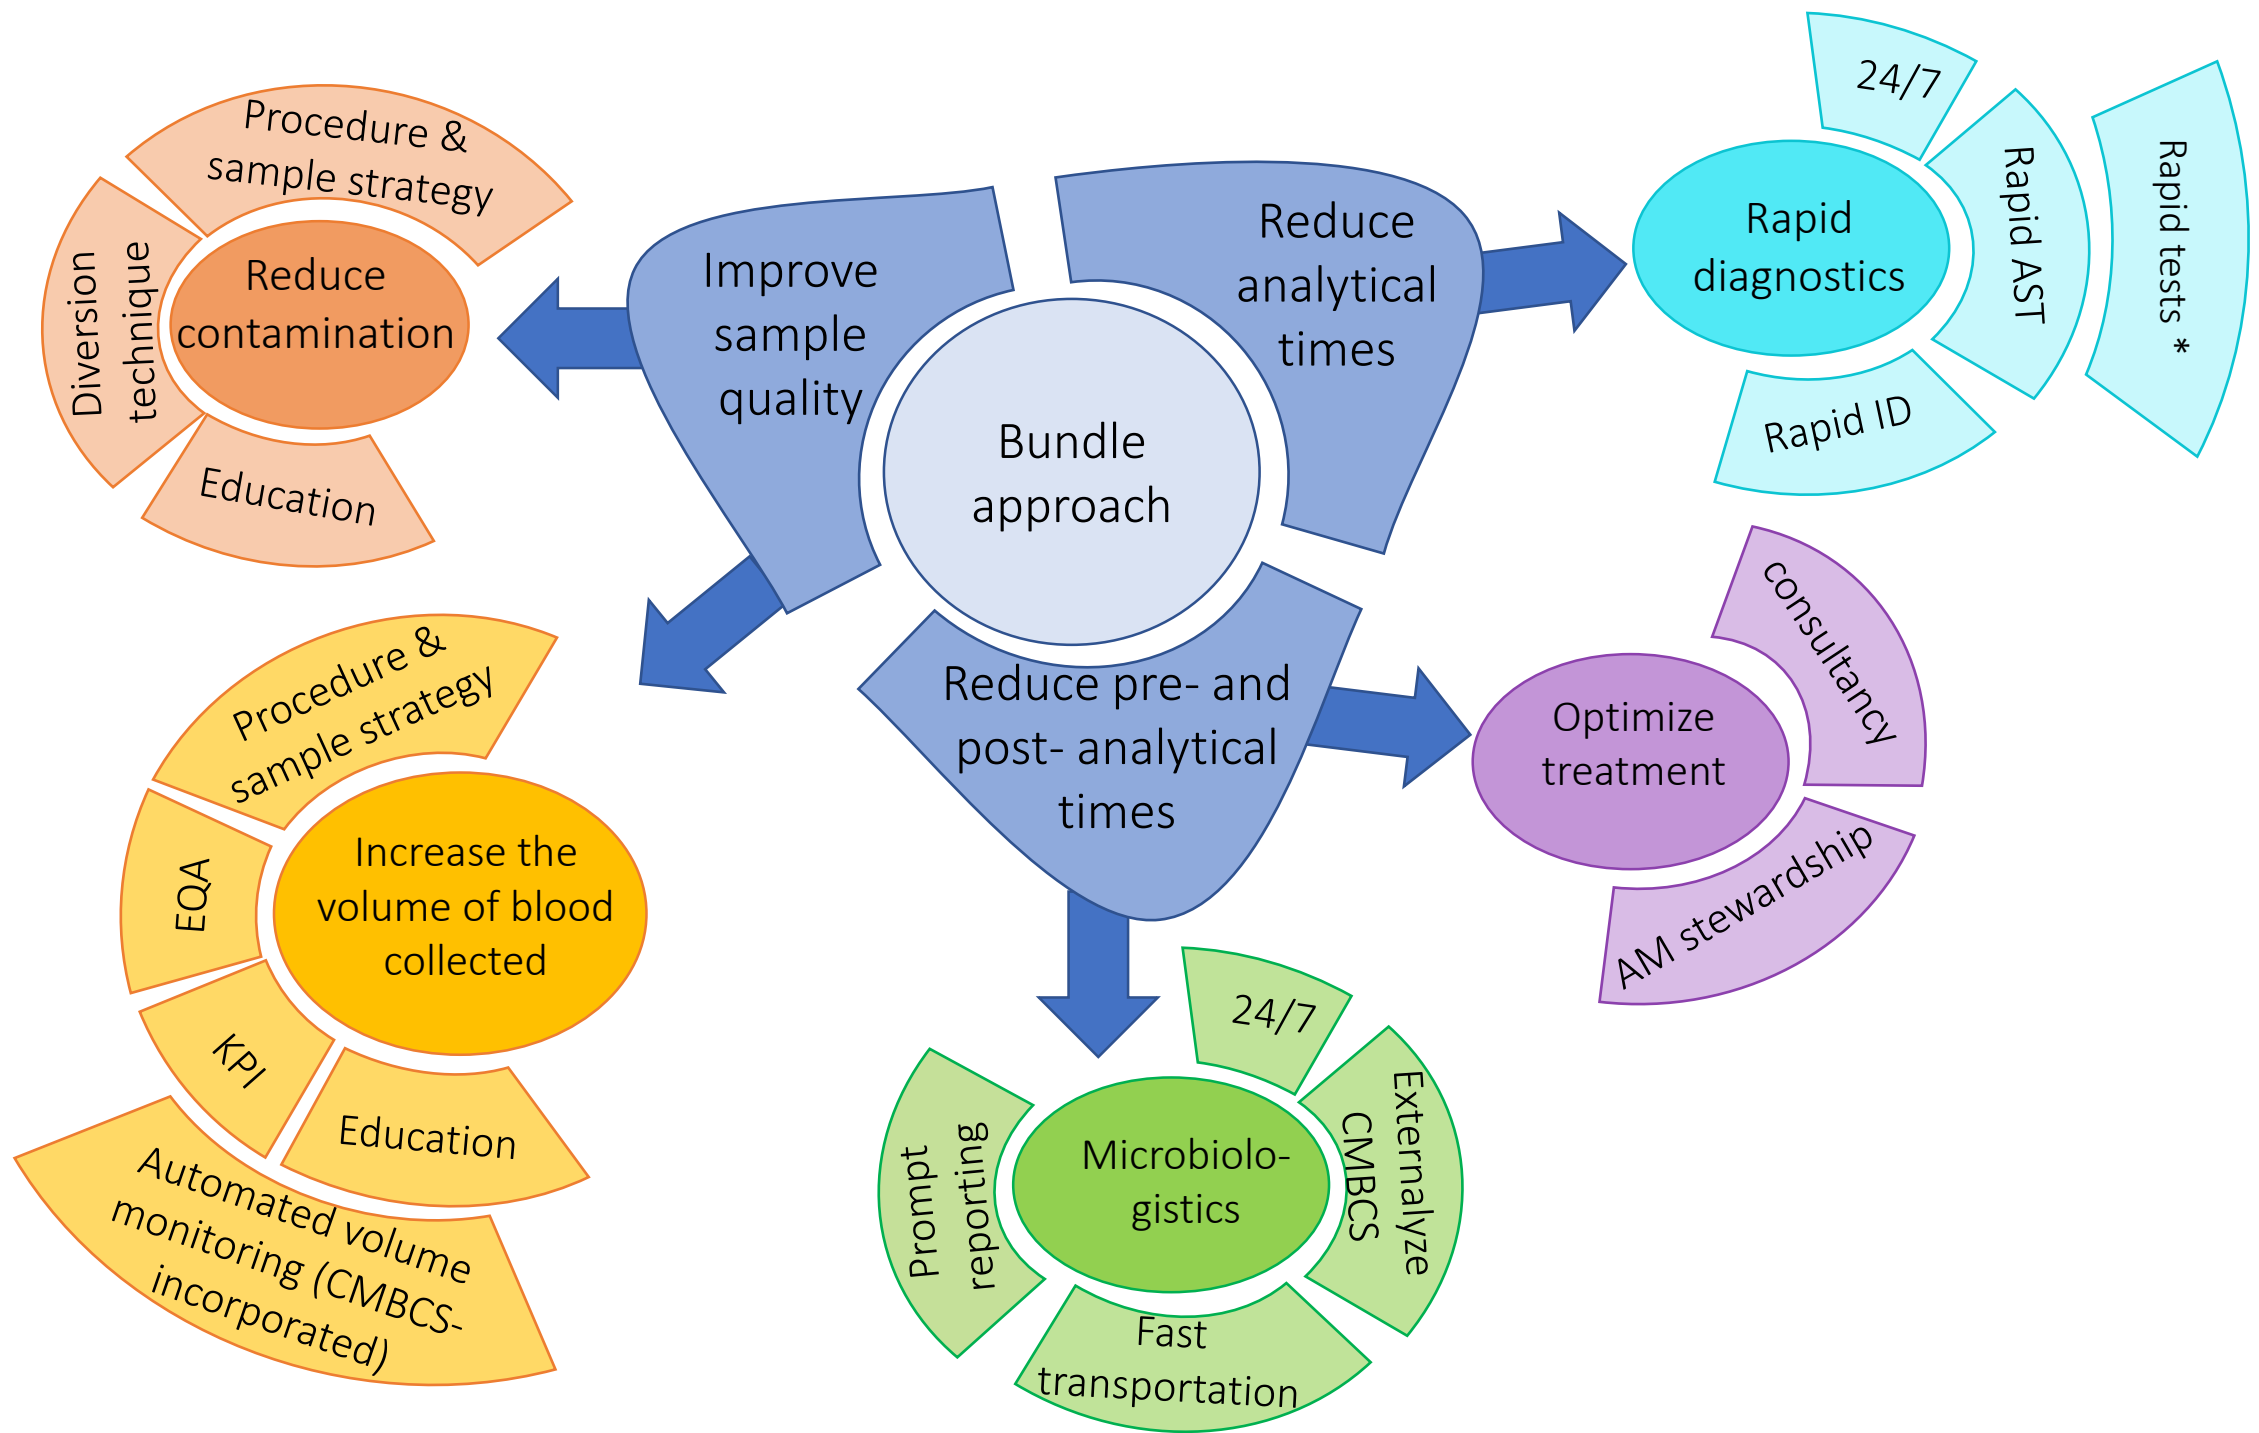 Bundle
approach
Improve
sample
quality
Reduce
analytical
times
Reduce pre- and
post- analytical
times
Reduce
contamination
Procedure &
sample strategy
Diversion
technique
Education
Increase the
volume of blood
collected
Procedure &
sample strategy
EQA
KPI
Education
Automated volume
monitoring (CMBCS-
incorporated)
Rapid
diagnostics
24/7
Rapid AST
Rapid tests *
Rapid ID
Optimize
treatment
consultancy
AM stewardship
Microbiolo-
gistics
24/7
Externalyze
CMBCS
Fast
transportation
Prompt
reporting